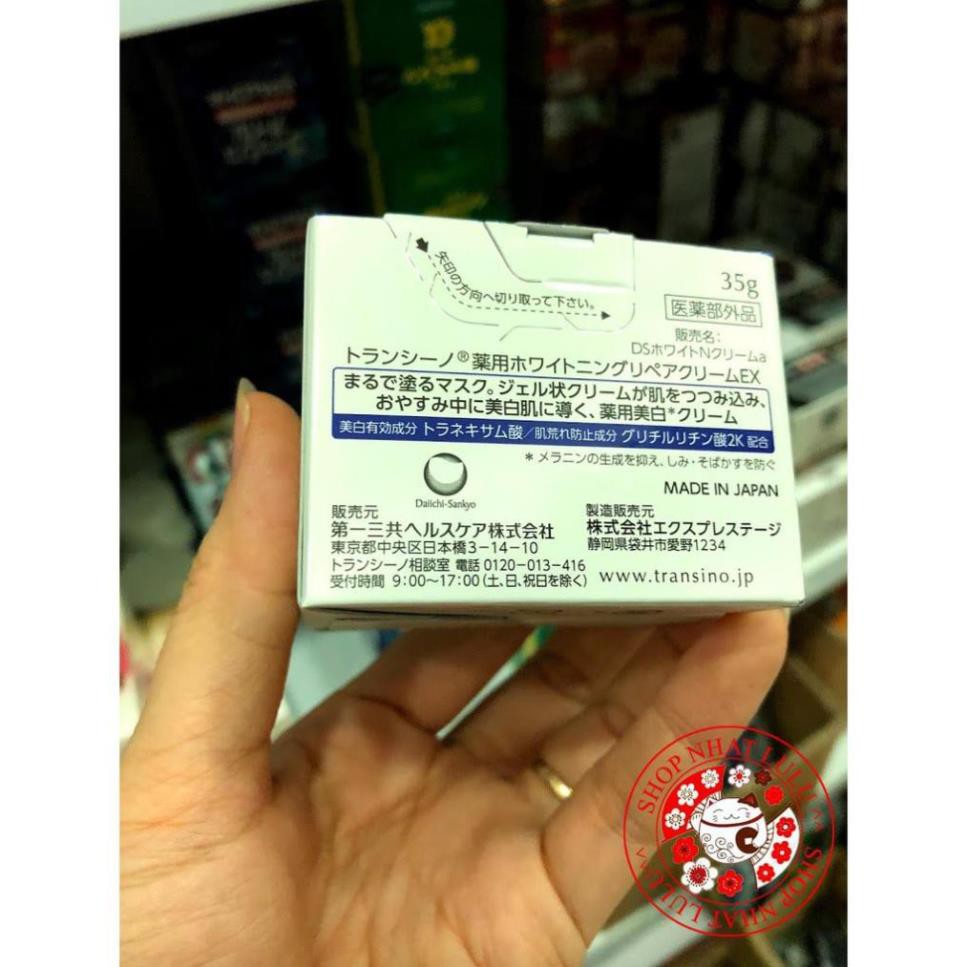 矢印の方向へ切り取って下さい。
35g
医薬部外品
販売名:
DSホワイトNクリームa
トランシーノ®薬用ホワイトニングリペアクリームEX
まるで塗るマスク。ジェル状クリームが肌をつつみ込み、
おやすみ中に美白肌に導く、薬用美白*クリーム
美白有効成分 トラネキサム酸/肌荒れ防止成分 グリチルリチン酸2K 配合
*メラニンの生成を抑え、しみ・そばかすを防ぐ
MADE IN JAPAN
Daiichi-Sankyo
販売元
第一三共ヘルスケア株式会社
東京都中央区日本橋3-14-10
トランシーノ相談室 電話 0120-013-416
受付時間 9:00〜17:00(土、日、祝日を除く)
製造販売元
株式会社エクスプレステージ
静岡県袋井市愛野1234
www.transino.jp
SHOP NHAT LULU
SHOP NHAT LULU